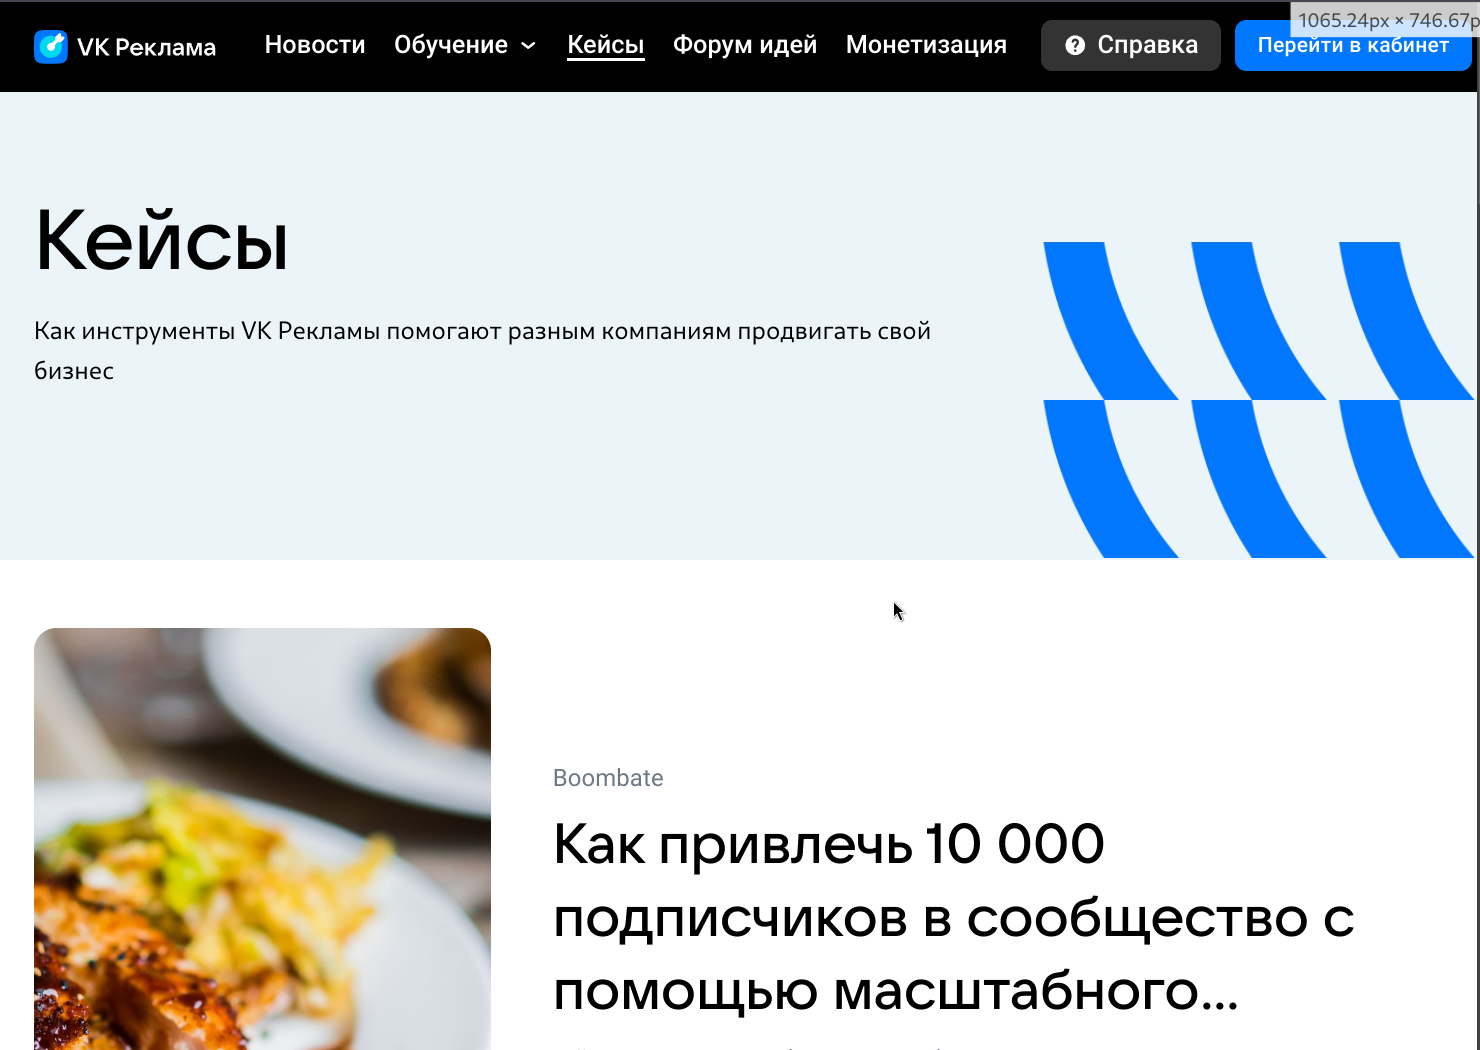 1065.24px × 746.67p
VK Реклама
Новости
Обучение
Кейсы
Форум идей
Монетизация
Справка
Перейти в кабинет
Кейсы
Как инструменты VK Рекламы помогают разным компаниям продвигать свой
бизнес
Boombate
Как привлечь 10 000
подписчиков в сообщество с
помощью масштабного...